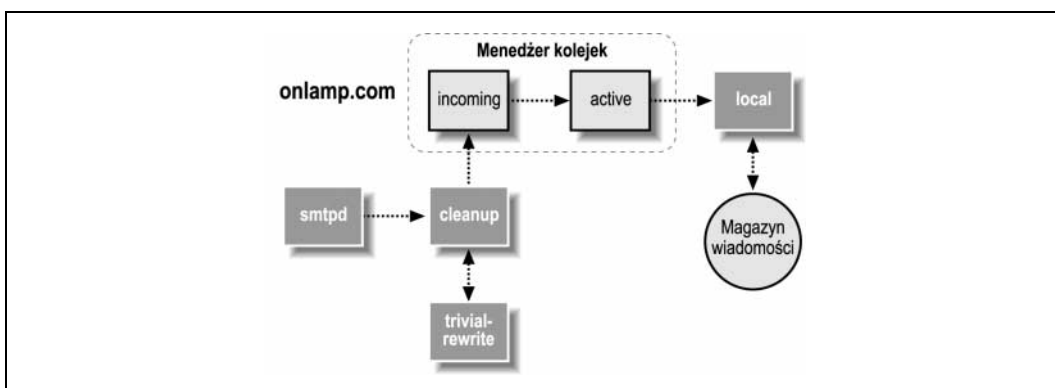 Menedżer kolejek
onlamp.com
incoming
active
local
smtpd
cleanup
Magazyn
wiadomości
trivial-
rewrite